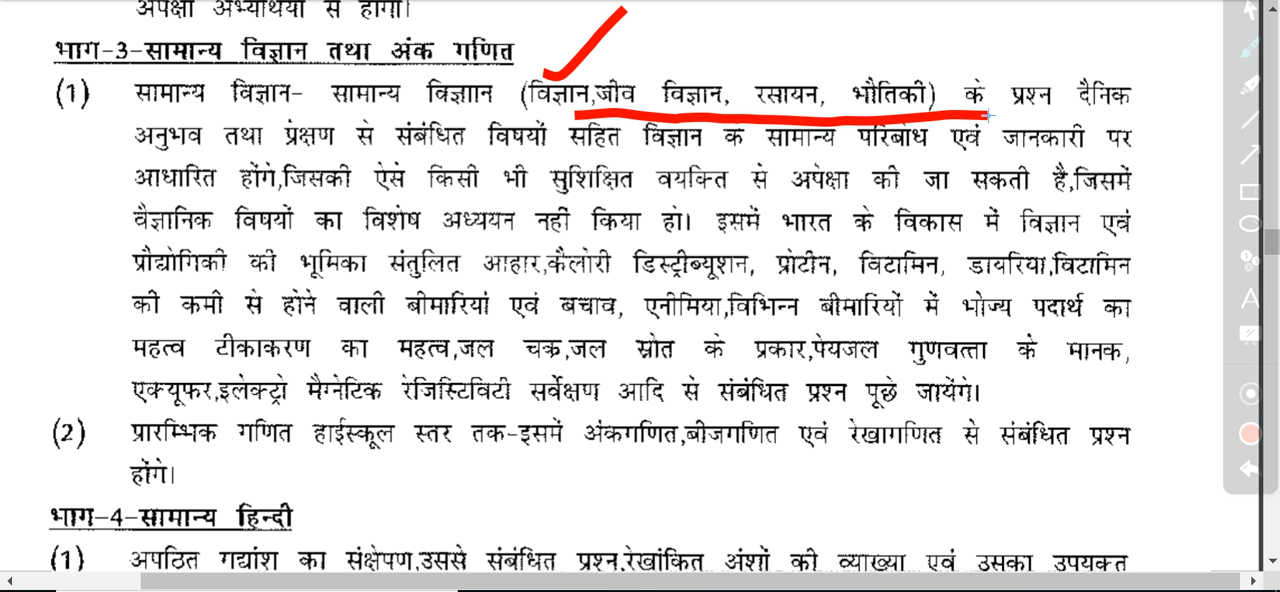 अपेक्षा अभ्यर्थियों से होगी।
भाग-3-सामान्य विज्ञान तथा अंक गणित
(1) सामान्य विज्ञान- सामान्य विज्ञाान (विज्ञान,जीव विज्ञान, रसायन, भौतिकी) के प्रश्न दैनिक
अनुभव तथा प्रेक्षण से संबंधित विषयों सहित विज्ञान के सामान्य परिबोध एवं जानकारी पर
आधारित होंगे,जिसकी ऐसे किसी भी सुशिक्षित वयक्ति से अपेक्षा की जा सकती है,जिसमें
वैज्ञानिक विषयों का विशेष अध्ययन नहीं किया हो। इसमें भारत के विकास में विज्ञान एवं
प्रौद्योगिकी की भूमिका संतुलित आहार,कैलोरी डिस्ट्रीब्यूशन, प्रोटीन, विटामिन, डायरिया,विटामिन
की कमी से होने वाली बीमारियां एवं बचाव, एनीमिया,विभिन्न बीमारियों में भोज्य पदार्थ का
महत्व टीकाकरण का महत्व,जल चक्र,जल स्रोत के प्रकार,पेयजल गुणवत्ता के मानक,
एक्यूफर,इलेक्ट्रो मैग्नेटिक रेजिस्टिविटी सर्वेक्षण आदि से संबंधित प्रश्न पूछे जायेंगे।
(2) प्रारम्भिक गणित हाईस्कूल स्तर तक-इसमें अंकगणित,बीजगणित एवं रेखागणित से संबंधित प्रश्न
होंगे।
भाग-4-सामान्य हिन्दी
(1) अपठित गद्यांश का संक्षेपण,उससे संबंधित प्रश्न,रेखांकित अंशों की व्याख्या एवं उसका उपयुक्त